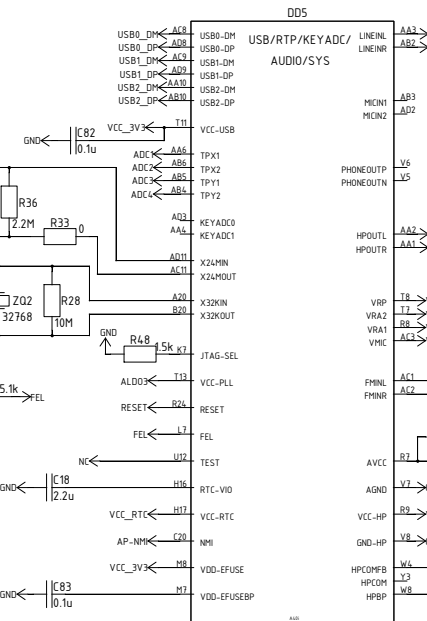 DD5
USB/RTP/KEYADC/
AUDIO/SYS
USB0_DM AC8 USB0-DM
USB0_DP AD8 USB0-DP
USB1_DM AC9 USB1-DM
USB1_DP AD9 USB1-DP
USB2_DM AA10 USB2-DM
USB2_DP AB10 USB2-DP
VCC_3V3 T11 VCC-USB
GND C82
0.1u
ADC1 AA6 TPX1
ADC2 AB6 TPX2
ADC3 AB5 TPY1
ADC4 AB4 TPY2
R36
2.2M
R33 0
AD3 KEYADC0
AA4 KEYADC1
AD11 X24MIN
AC11 X24MOUT
ZQ2
32768
R28
10M
A20 X32KIN
B20 X32KOUT
GND R48 1.5k K7 JTAG-SEL
ALDO3 T13 VCC-PLL
5.1k FEL
RESET R24 RESET
FEL L7 FEL
NC U12 TEST
GND C18
2.2u
H16 RTC-VIO
VCC_RTC H17 VCC-RTC
AP-NMI C20 NMI
VCC_3V3 M8 VDD-EFUSE
GND C83
0.1u
M7 VDD-EFUSEBP
LINEINL AA3
LINEINR AB2
MICIN1 AB3
MICIN2 AD2
PHONEOUTP V6
PHONEOUTN V5
HPOUTL AA2
HPOUTR AA1
VRP T8
VRA2 T7
VRA1 R8
VMIC AC3
FMINL AC1
FMINR AC2
AVCC R7
AGND V7
VCC-HP R9
GND-HP V8
HPCOMFB W4
HPCOM Y3
HPBP W8